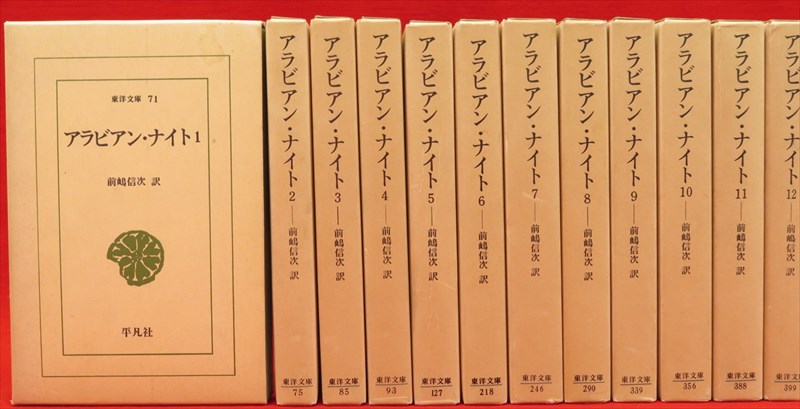 東洋文庫 71
アラビアン・ナイト1
前嶋信次 訳
平凡社
アラビアン・ナイト 2 ― 前嶋信次 訳
東洋文庫
75
アラビアン・ナイト 3 ― 前嶋信次 訳
東洋文庫
85
アラビアン・ナイト 4 ― 前嶋信次 訳
東洋文庫
93
アラビアン・ナイト 5 ― 前嶋信次 訳
東洋文庫
127
アラビアン・ナイト 6 ― 前嶋信次 訳
東洋文庫
218
アラビアン・ナイト 7 ― 前嶋信次 訳
東洋文庫
246
アラビアン・ナイト 8 ― 前嶋信次 訳
東洋文庫
290
アラビアン・ナイト 9 ― 前嶋信次 訳
東洋文庫
339
アラビアン・ナイト 10 ― 前嶋信次 訳
東洋文庫
356
アラビアン・ナイト 11 ― 前嶋信次 訳
東洋文庫
388
アラビアン・ナイト 12 ― 前嶋信次 訳
東洋文庫
399